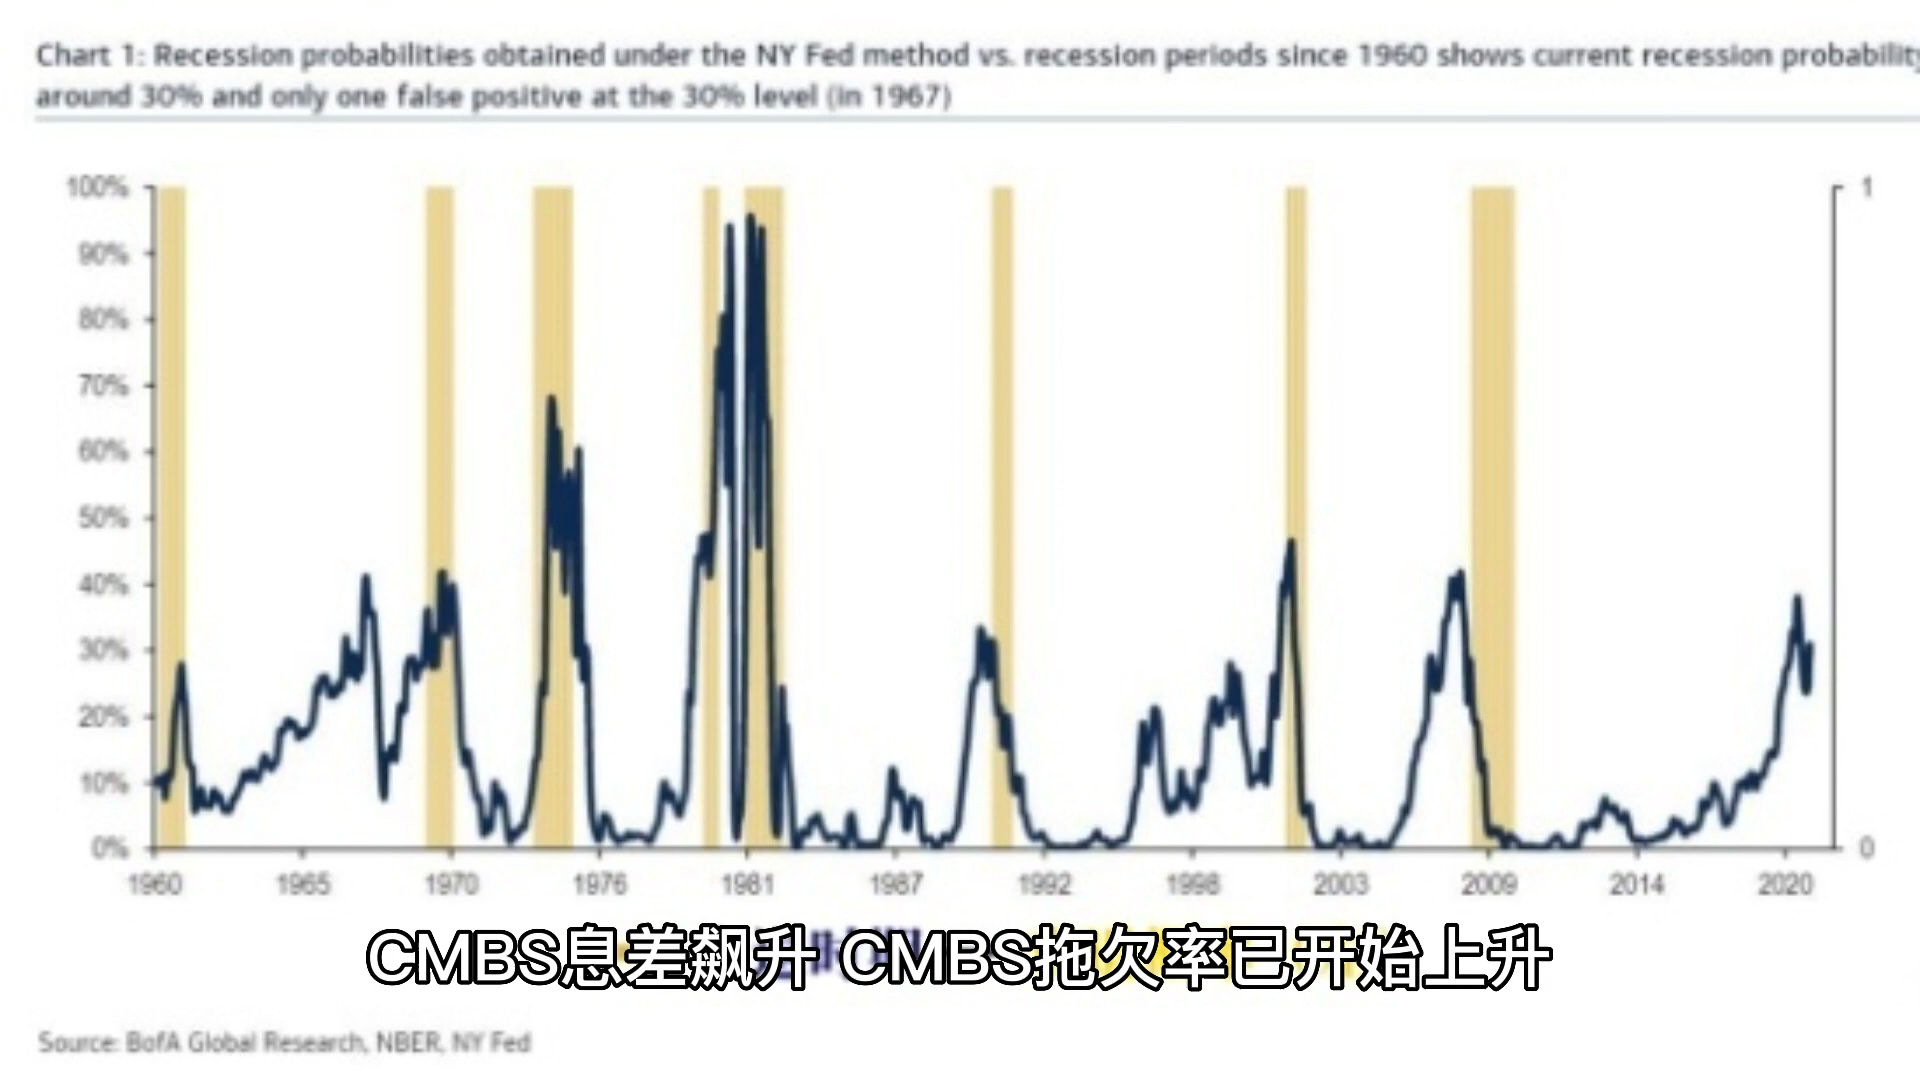 Chart 1: Recession probabilities obtained under the NY Fed method vs. recession periods since 1960 shows current recession probability
around 30% and only one false positive at the 30% level (in 1967)
100%
1
90%
80%
70%
60%
50%
40%
30%
20%
10%
0%
0
1960 1965 1970 1976 1981 1987 1992 1998 2003 2009 2014 2020
CMBS息差飙升 CMBS拖欠率已开始上升
Source: BofA Global Research, NBER, NY Fed